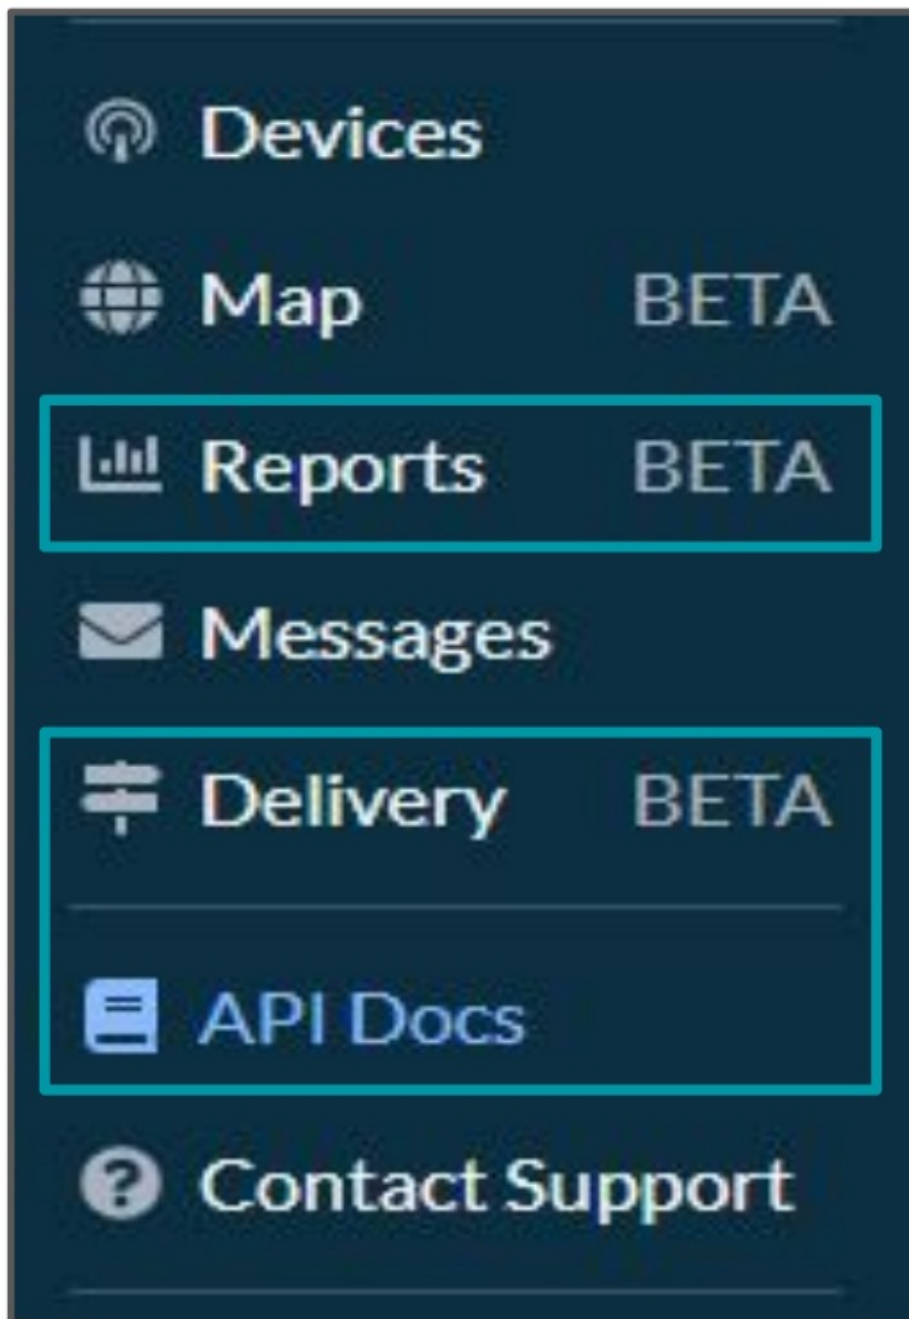 Devices
Map BETA
Reports BETA
Messages
Delivery BETA
API Docs
Contact Support